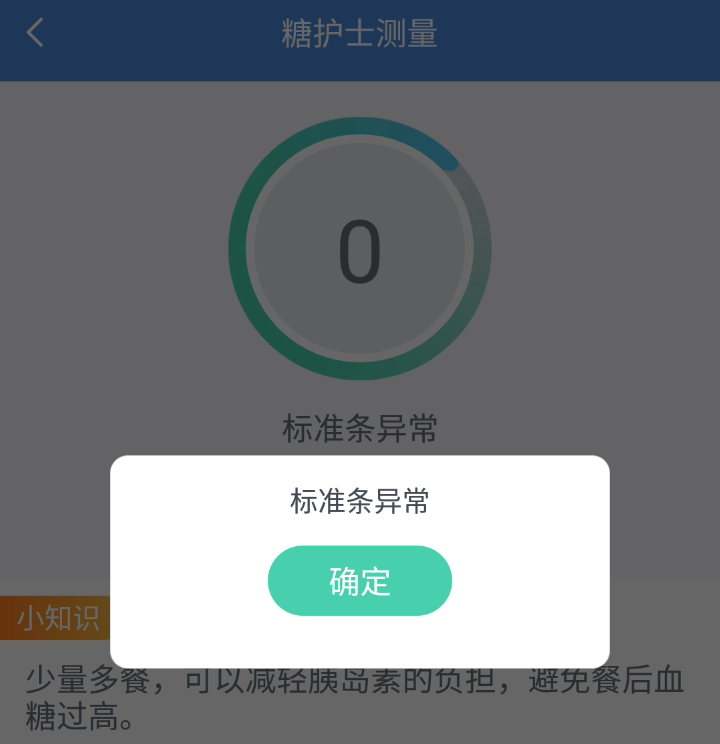 糖护士测量
0
标准条异常
标准条异常
确定
小知识
少量多餐，可以减轻胰岛素的负担，避免餐后血
糖过高。